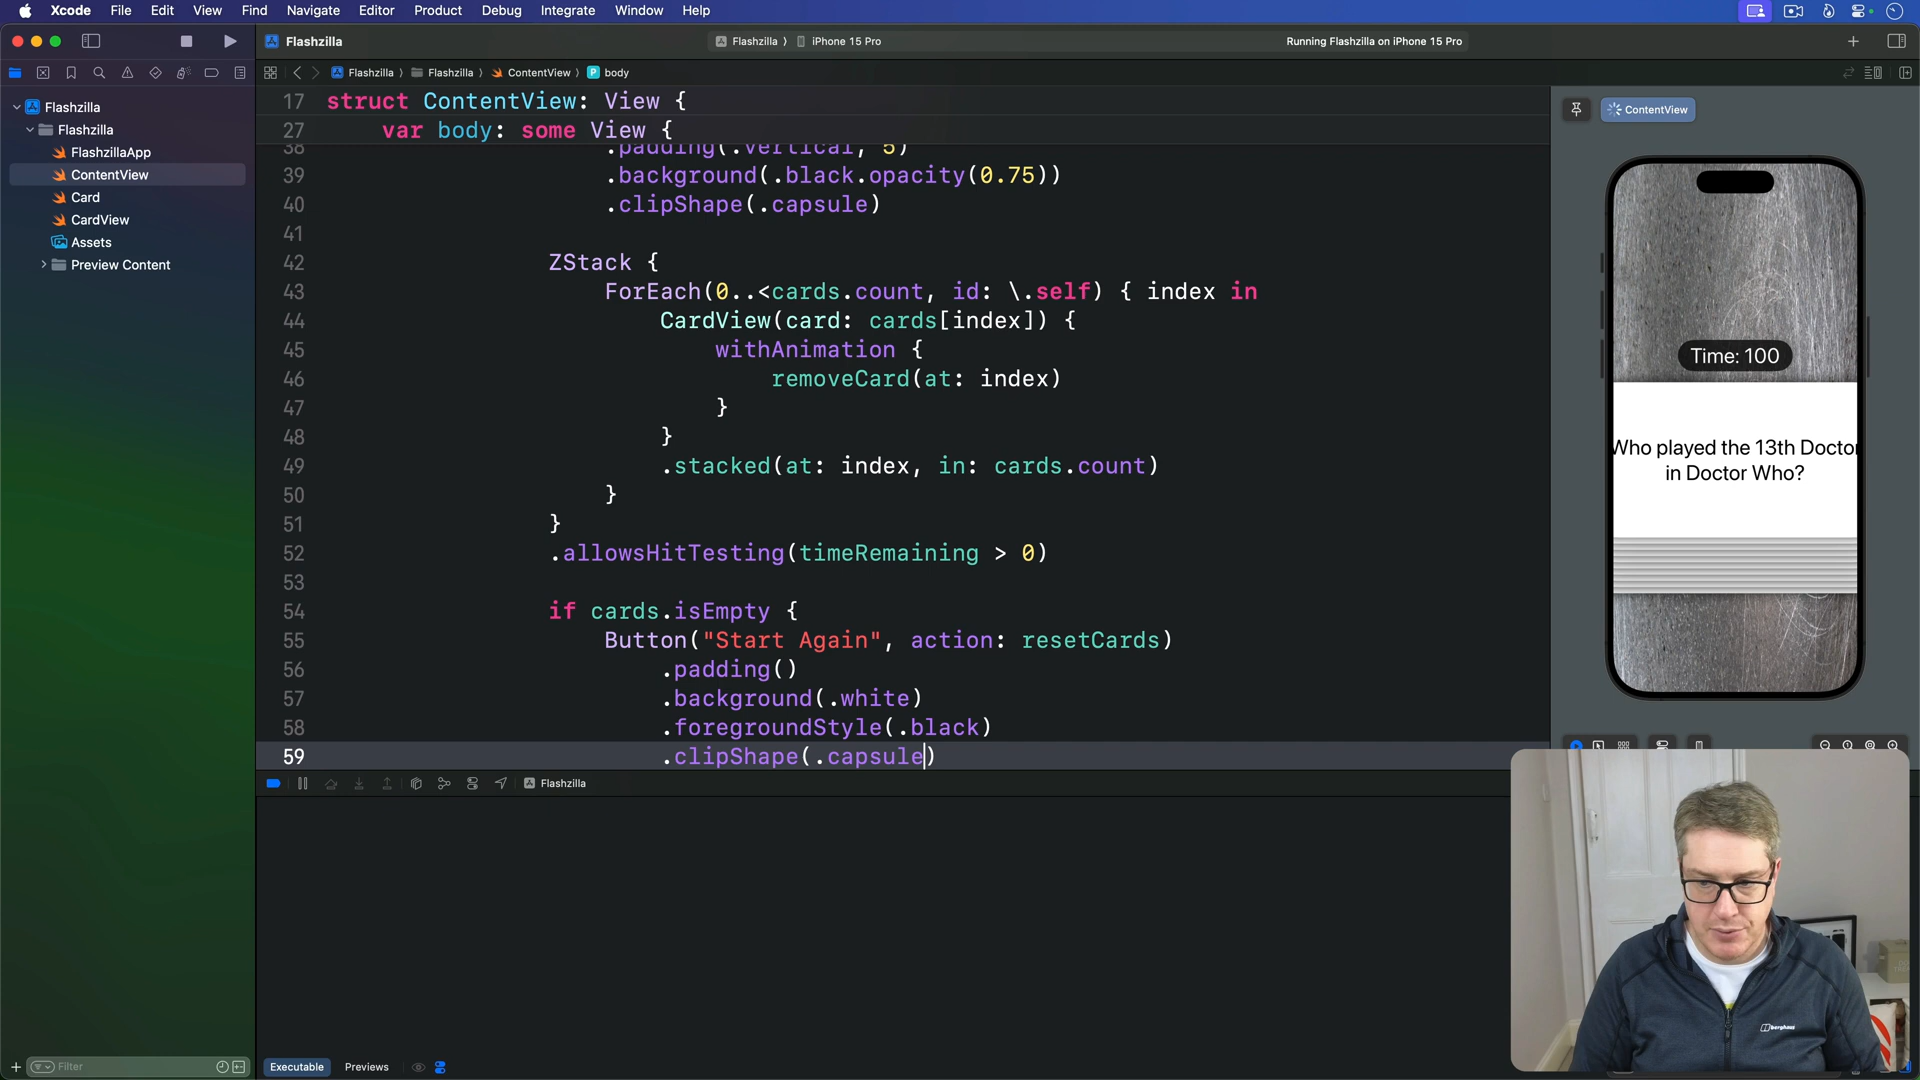 Xcode File Edit View Find Navigate Editor Product Debug Integrate Window Help
Flashzilla
Flashzilla 〉 iPhone 15 Pro
Running Flashzilla on iPhone 15 Pro
Flashzilla 〉 Flashzilla 〉 ContentView 〉 P body
Flashzilla
Flashzilla
FlashzillaApp
ContentView
Card
CardView
Assets
Preview Content
17 struct ContentView: View {
27 var body: some View {
38 .padding(.vertical, 5)
39 .background(.black.opacity(0.75))
40 .clipShape(.capsule)
41
42 ZStack {
43 ForEach(0..<cards.count, id: \.self) { index in
44 CardView(card: cards[index]) {
45 withAnimation {
46 removeCard(at: index)
47 }
48 }
49 .stacked(at: index, in: cards.count)
50 }
51 }
52 .allowsHitTesting(timeRemaining > 0)
53
54 if cards.isEmpty {
55 Button("Start Again", action: resetCards)
56 .padding()
57 .background(.white)
58 .foregroundStyle(.black)
59 .clipShape(.capsule)
ContentView
Time: 100
Who played the 13th Doctor
in Doctor Who?
Flashzilla
Filter
Executable Previews
berghaus